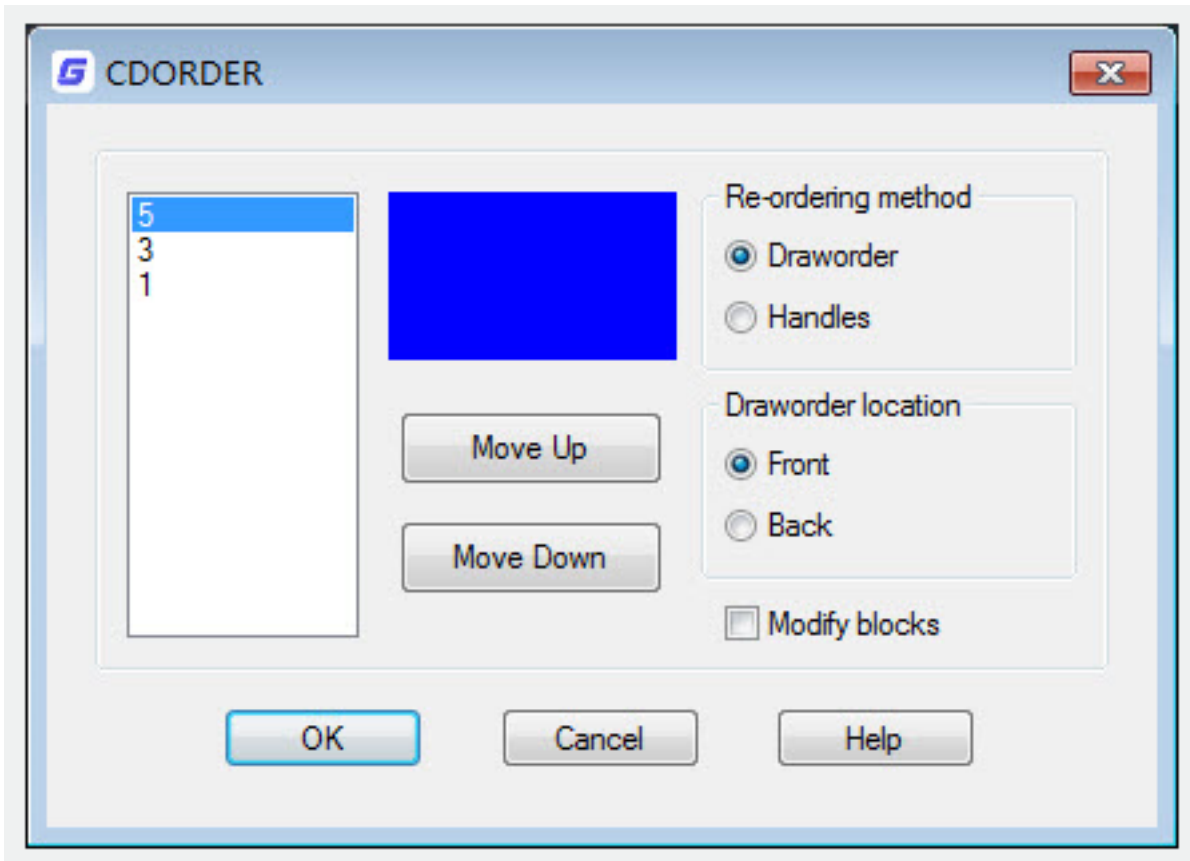 CDORDER
5
3
1
Move Up
Move Down
Re-ordering method
Draworder
Handles
Draworder location
Front
Back
Modify blocks
OK
Cancel
Help